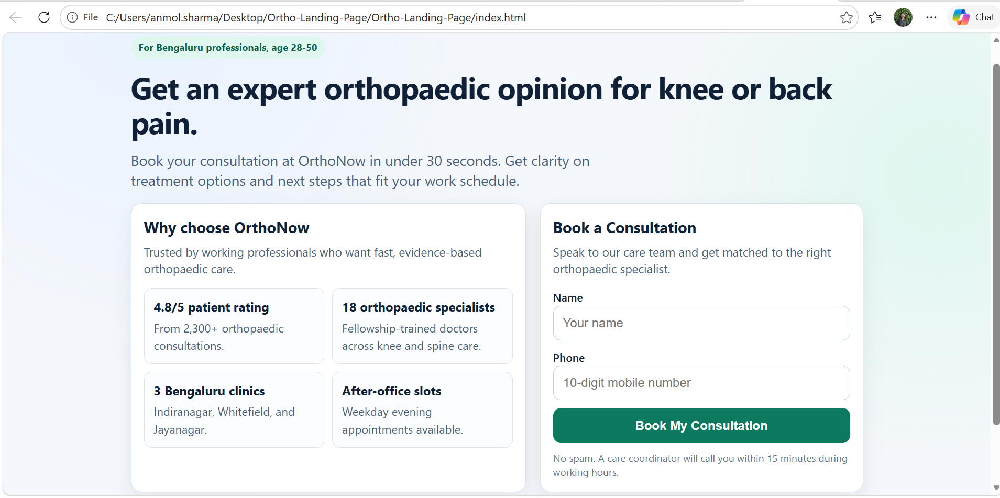 File C:/Users/anmol.sharma/Desktop/Ortho-Landing-Page/Ortho-Landing-Page/index.html
Chat
For Bengaluru professionals, age 28-50
Get an expert orthopaedic opinion for knee or back
pain.
Book your consultation at OrthoNow in under 30 seconds. Get clarity on
treatment options and next steps that fit your work schedule.
Why choose OrthoNow
Trusted by working professionals who want fast, evidence-based
orthopaedic care.
4.8/5 patient rating
From 2,300+ orthopaedic
consultations.
18 orthopaedic specialists
Fellowship-trained doctors
across knee and spine care.
3 Bengaluru clinics
Indiranagar, Whitefield, and
Jayanagar.
After-office slots
Weekday evening
appointments available.
Book a Consultation
Speak to our care team and get matched to the right
orthopaedic specialist.
Name
Your name
Phone
10-digit mobile number
Book My Consultation
No spam. A care coordinator will call you within 15 minutes during
working hours.